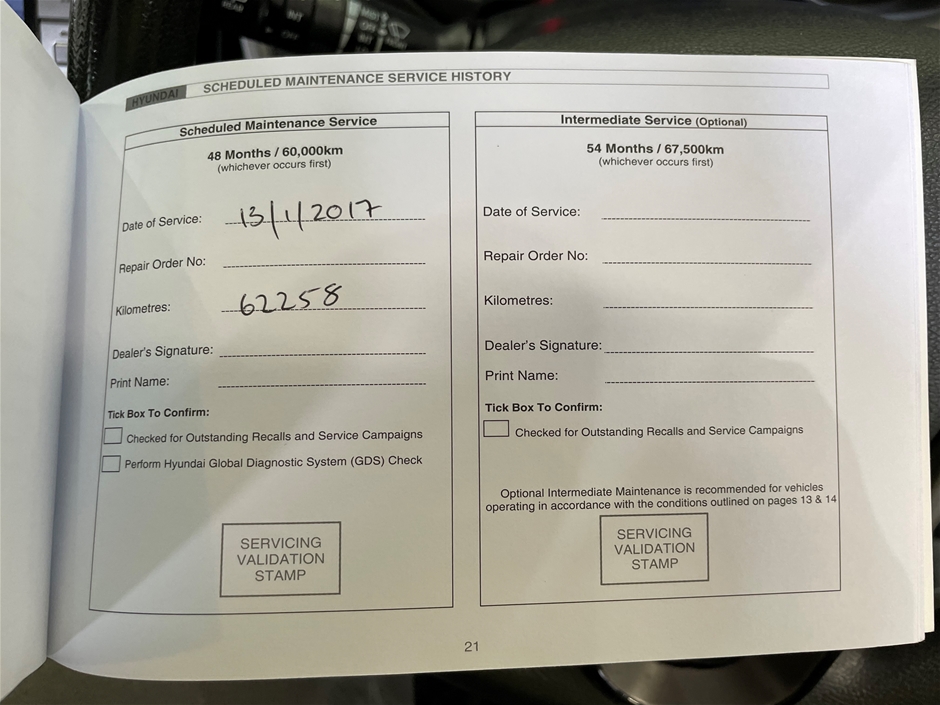 INT
OFF
HYUNDAI SCHEDULED MAINTENANCE SERVICE HISTORY
Scheduled Maintenance Service
48 Months / 60,000km
(whichever occurs first)
Date of Service: 13/1/2017
Repair Order No:
Kilometres: 62258
Dealer's Signature:
Print Name:
Tick Box To Confirm:
Checked for Outstanding Recalls and Service Campaigns
Perform Hyundai Global Diagnostic System (GDS) Check
SERVICING
VALIDATION
STAMP
Intermediate Service (Optional)
54 Months / 67,500km
(whichever occurs first)
Date of Service:
Repair Order No:
Kilometres:
Dealer's Signature:
Print Name:
Tick Box To Confirm:
Checked for Outstanding Recalls and Service Campaigns
Optional Intermediate Maintenance is recommended for vehicles
operating in accordance with the conditions outlined on pages 13 & 14
SERVICING
VALIDATION
STAMP
21